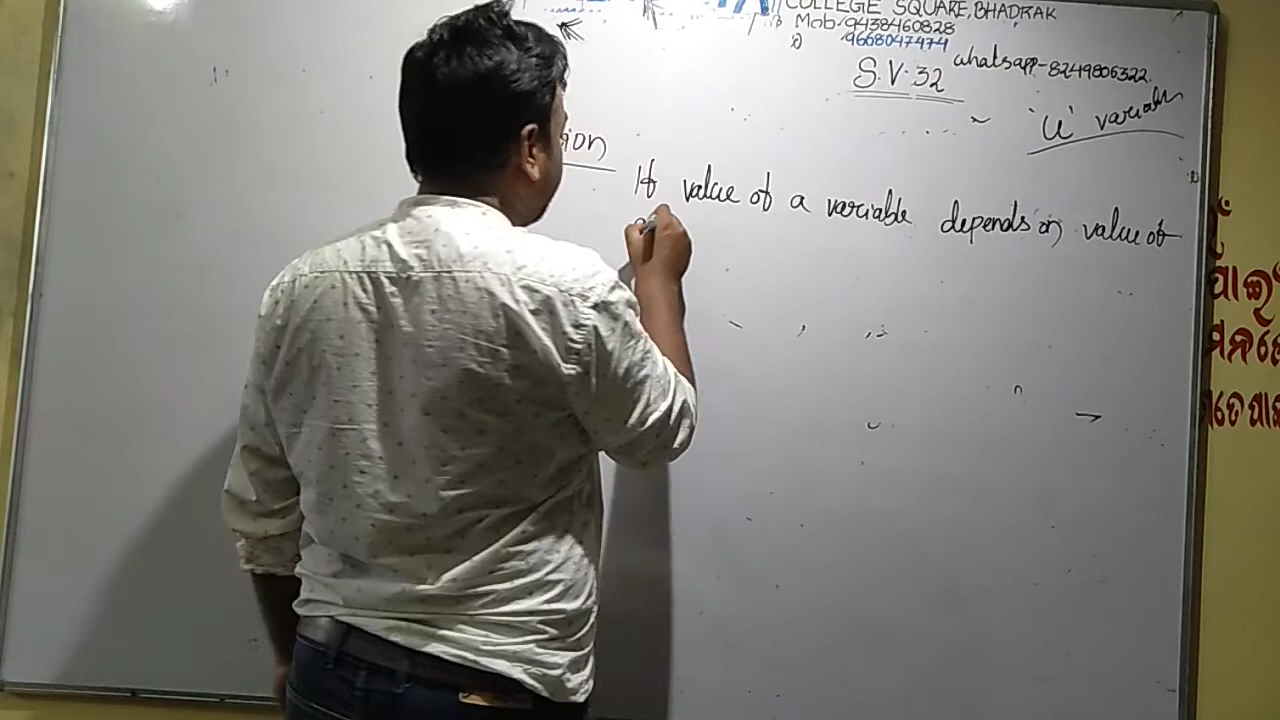 COLLEGE SQUARE, BHADRAK
Mob-9438460828
9668047474
whatsapp-8249806322
S.V.32
'u' variable
ion
If value of a variable depends on value of